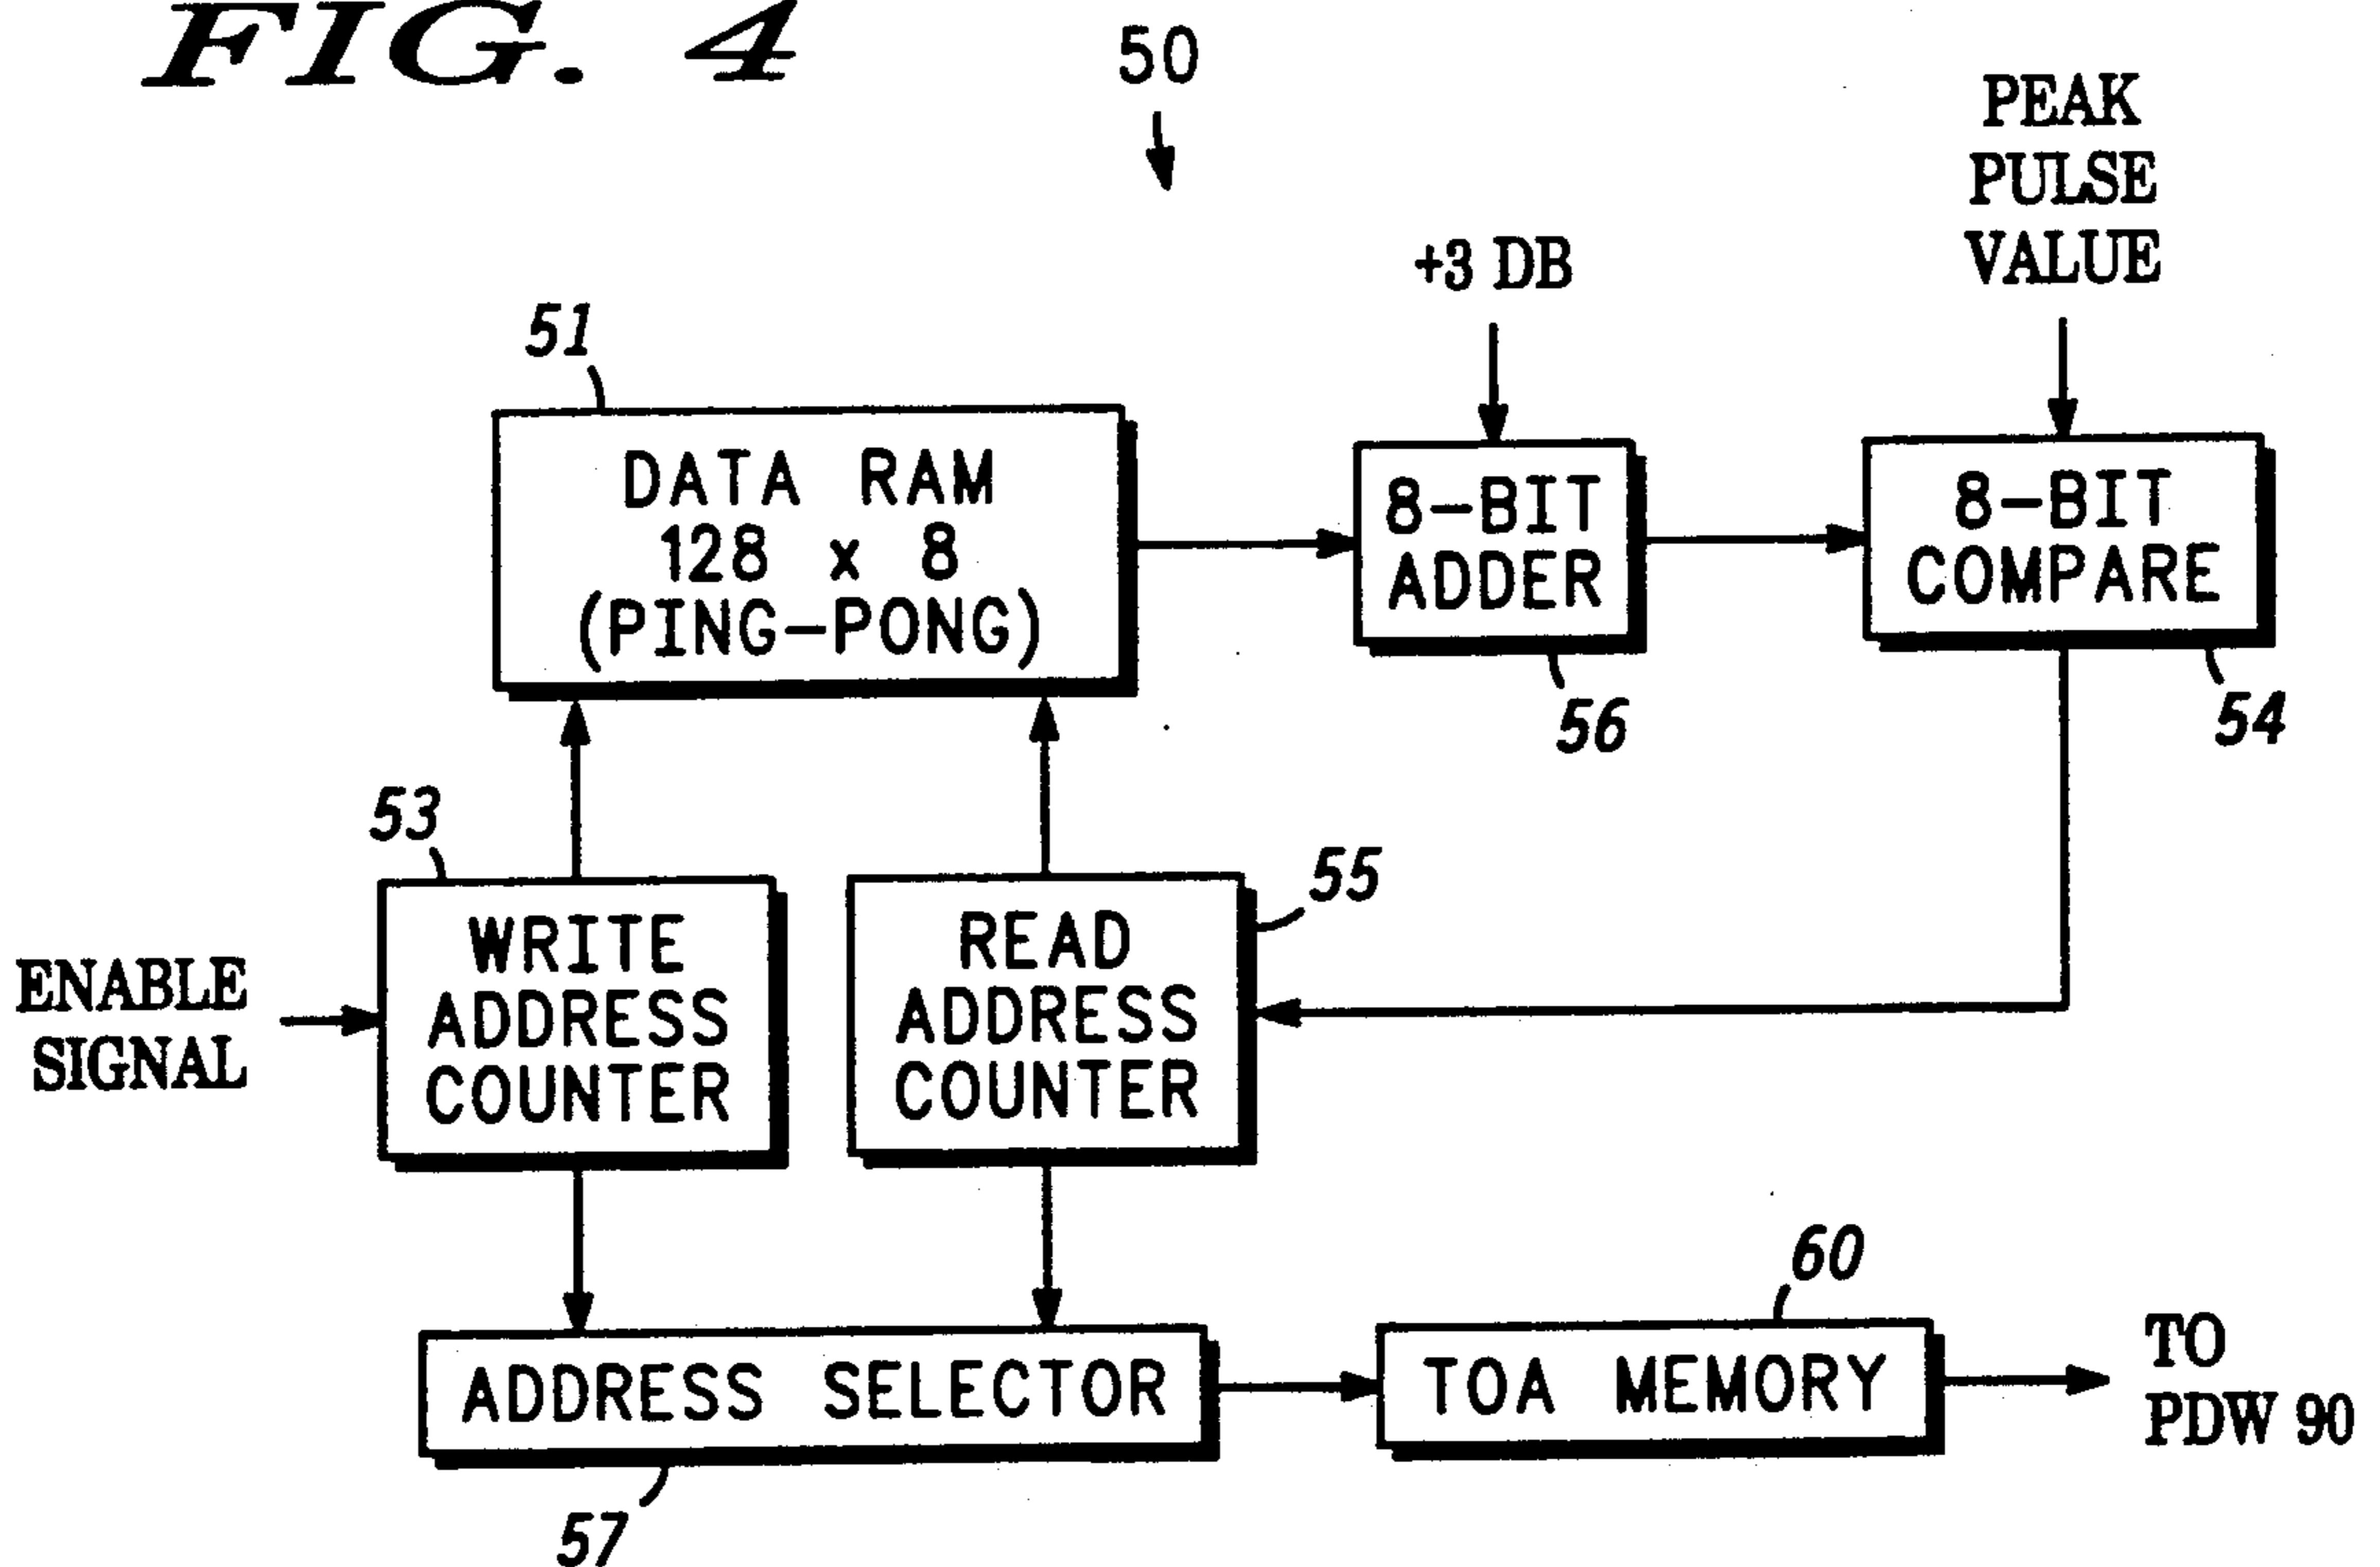 FIG. 4
50
PEAK
PULSE
VALUE
+3 DB
51
DATA RAM
128 x 8
(PING-PONG)
8-BIT
ADDER
8-BIT
COMPARE
56
54
53
55
WRITE
ADDRESS
COUNTER
READ
ADDRESS
COUNTER
ENABLE
SIGNAL
60
ADDRESS SELECTOR
TOA MEMORY
TO
PDW 90
57